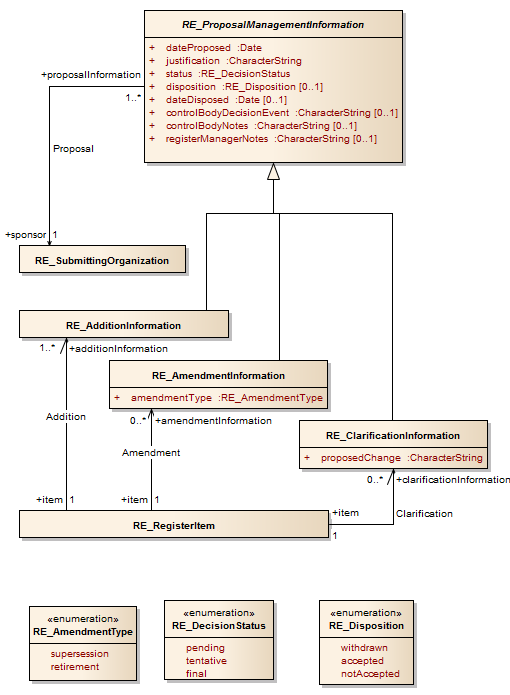 RE_ProposalManagementInformation
+ dateProposed :Date
+ justification :CharacterString
+ status :RE_DecisionStatus
+ disposition :RE_Disposition [0..1]
+ dateDisposed :Date [0..1]
+ controlBodyDecisionEvent :CharacterString [0..1]
+ controlBodyNotes :CharacterString [0..1]
+ registerManagerNotes :CharacterString [0..1]
+proposalInformation
1..*
Proposal
+sponsor 1
RE_SubmittingOrganization
RE_AdditionInformation
1..* +additionInformation
RE_AmendmentInformation
+ amendmentType :RE_AmendmentType
0..* +amendmentInformation
Addition
Amendment
RE_ClarificationInformation
+ proposedChange :CharacterString
0..* +clarificationInformation
+item 1
+item 1
RE_RegisterItem
+item
1
Clarification
«enumeration»
RE_AmendmentType
supersession
retirement
«enumeration»
RE_DecisionStatus
pending
tentative
final
«enumeration»
RE_Disposition
withdrawn
accepted
notAccepted